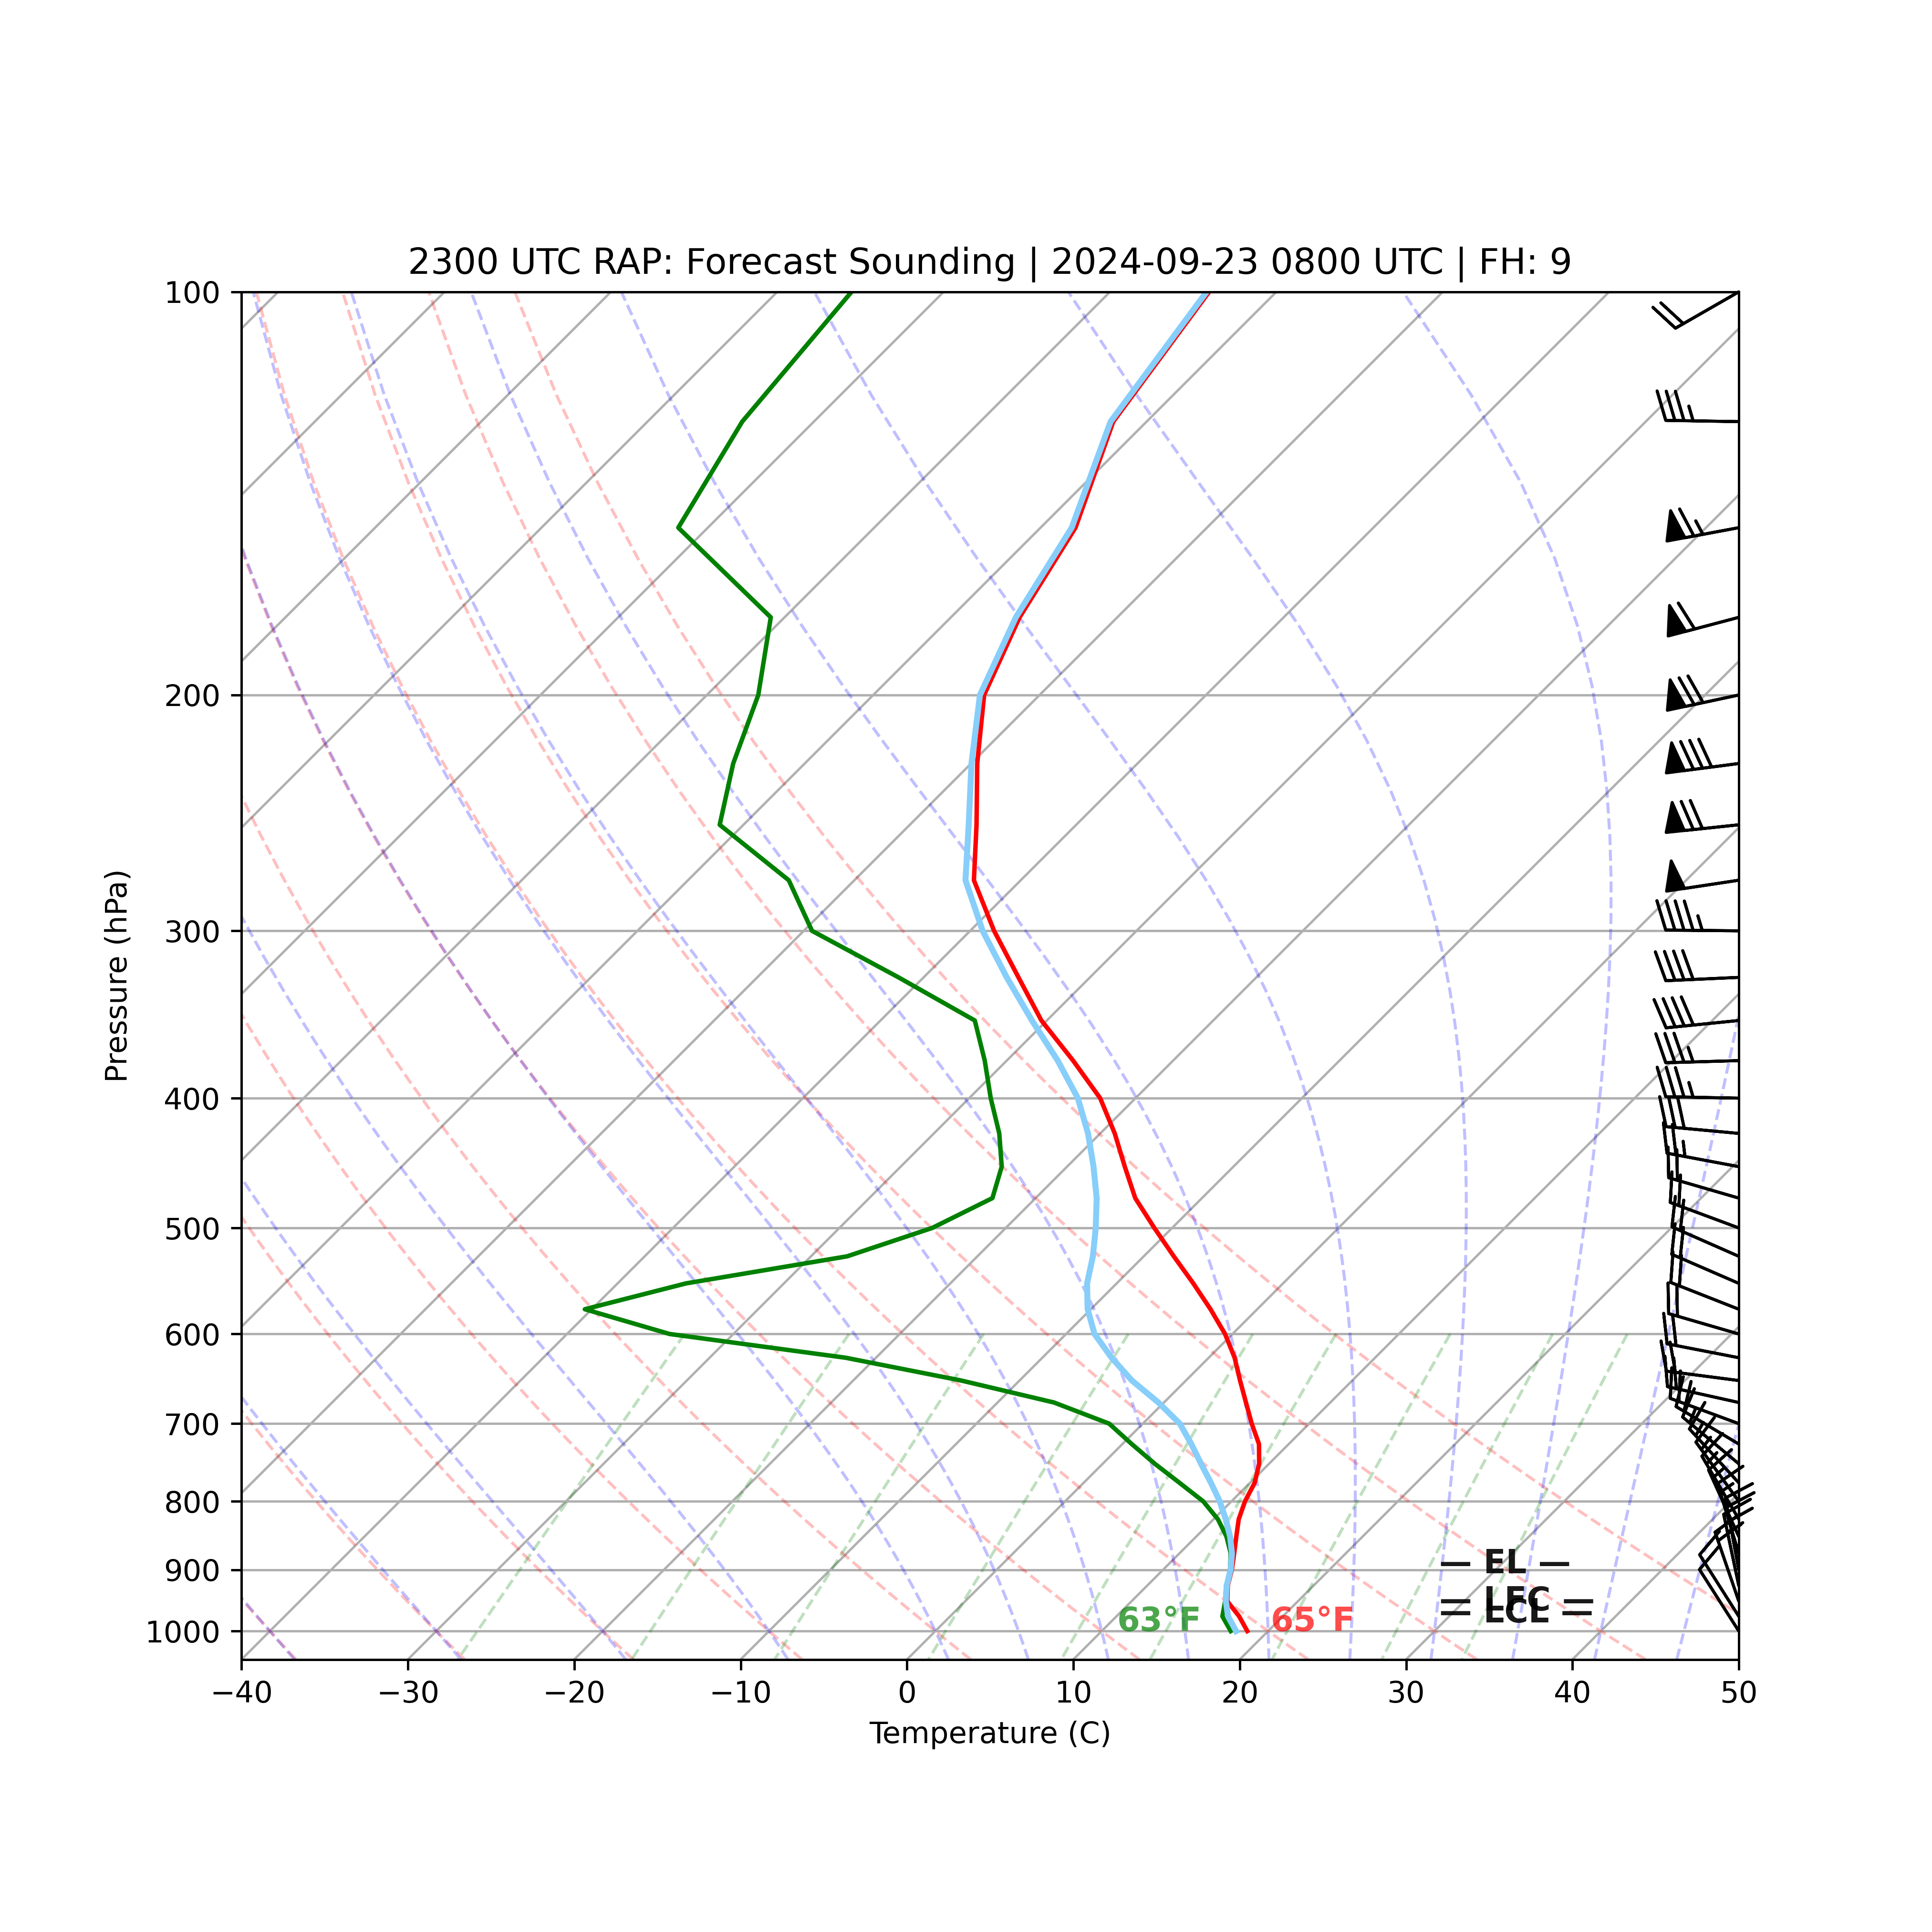 2300 UTC RAP: Forecast Sounding | 2024-09-23 0800 UTC | FH: 9
100
200
300
400
500
600
700
800
900
1000
Pressure (hPa)
— EL —
— LFC —
— LCL —
63°F
65°F
−40 −30 −20 −10 0 10 20 30 40 50
Temperature (C)